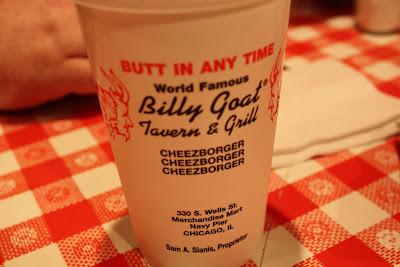 BUTT IN ANY TIME
World Famous
Billy Goat®
Tavern & Grill
CHEEZBORGER
CHEEZBORGER
CHEEZBORGER
330 S. Wells St.
Merchandise Mart
Navy Pier
CHICAGO, IL
Sam A. Sianis, Proprietor